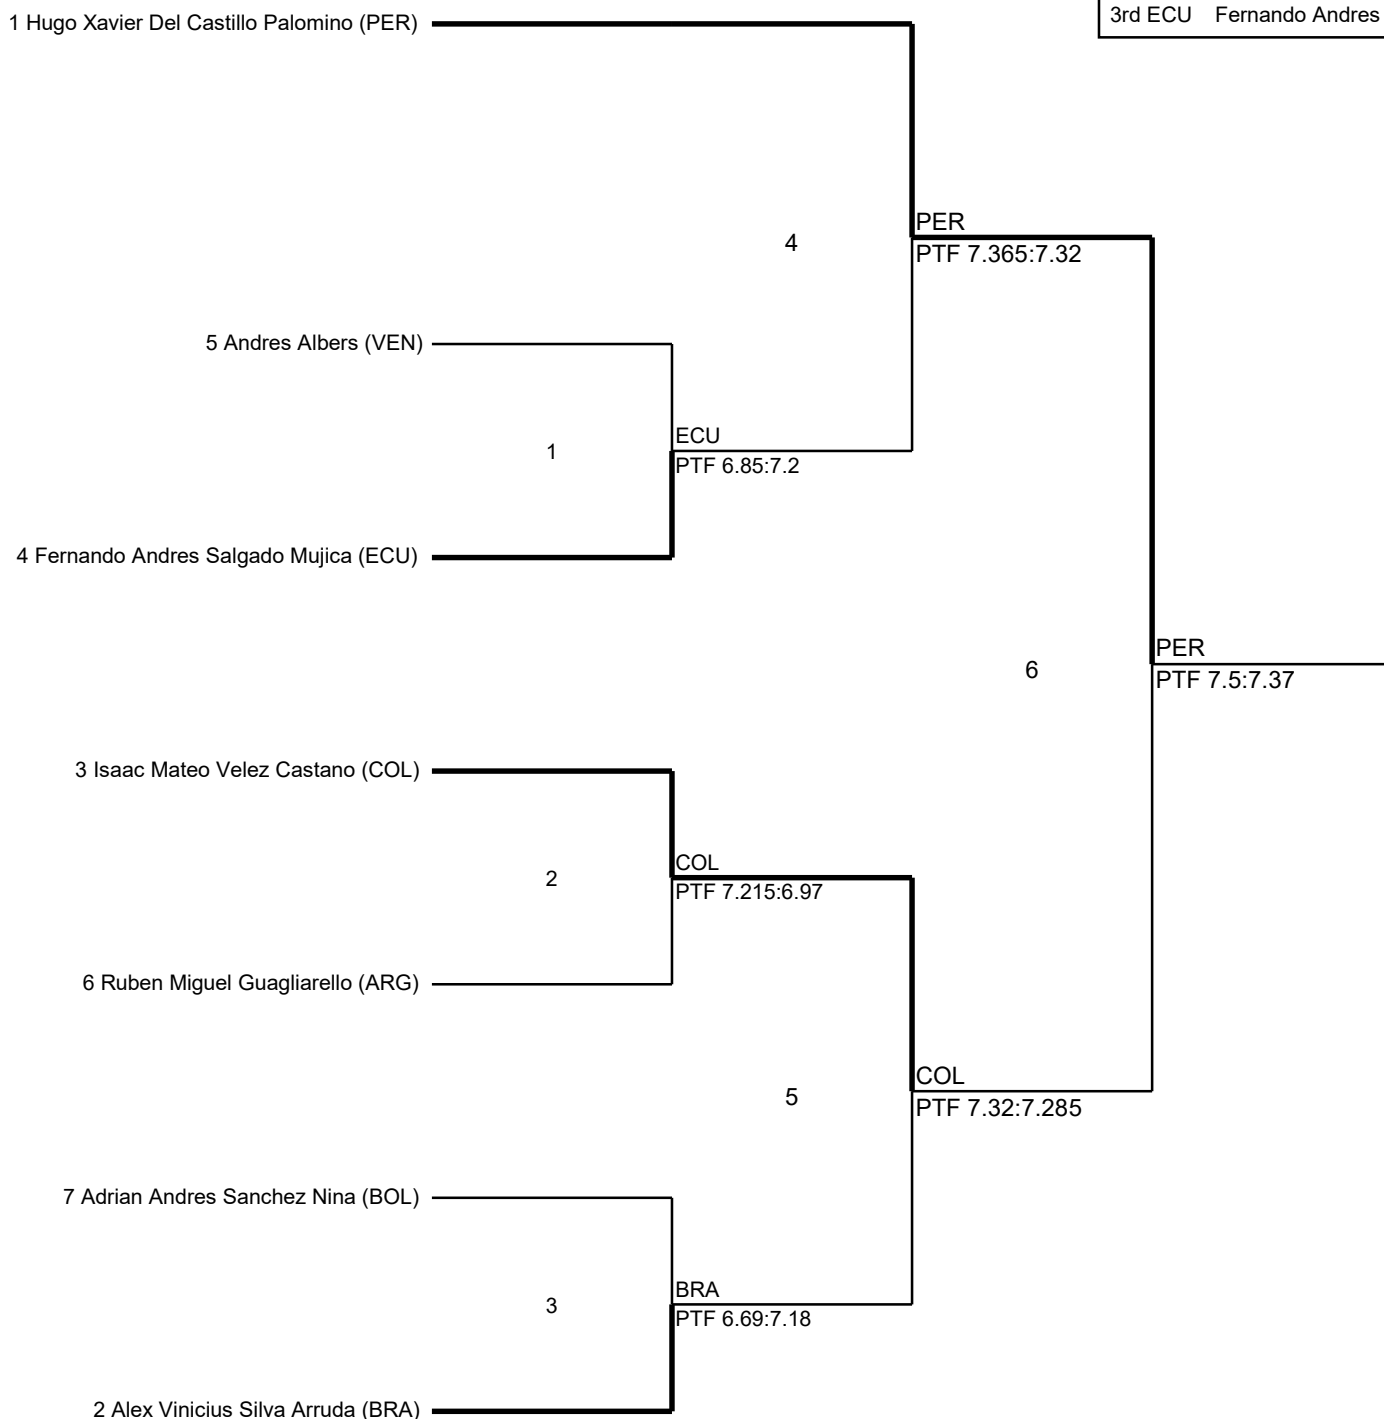 1 Hugo Xavier Del Castillo Palomino (PER)
3rd ECU Fernando Andres
PER
4
PTF 7.365:7.32
5 Andres Albers (VEN)
ECU
1
PTF 6.85:7.2
4 Fernando Andres Salgado Mujica (ECU)
PER
6
PTF 7.5:7.37
3 Isaac Mateo Velez Castano (COL)
COL
2
PTF 7.215:6.97
6 Ruben Miguel Guagliarello (ARG)
COL
5
PTF 7.32:7.285
7 Adrian Andres Sanchez Nina (BOL)
BRA
3
PTF 6.69:7.18
2 Alex Vinicius Silva Arruda (BRA)